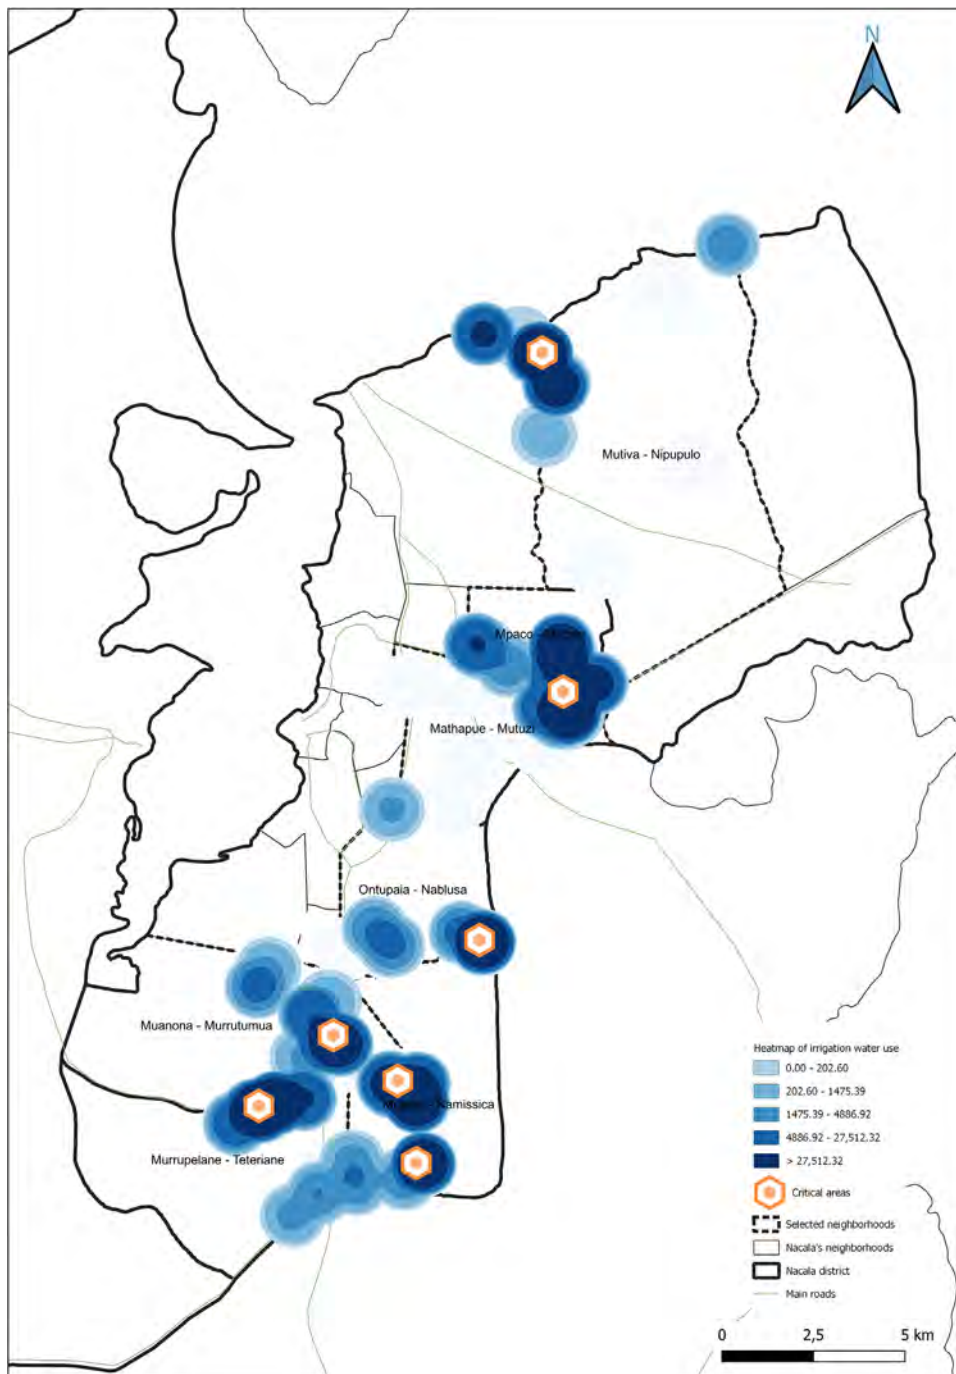 N
Mutiva - Nipupulo
Mpaco -
Mathapue - Mutuzi
Ontupaia - Nablusa
Muanona - Murrutumua
Namissica
Murrupelane - Teteriane
Heatmap of irrigation water use
0.00 - 202.60
202.60 - 1475.39
1475.39 - 4886.92
4886.92 - 27,512.32
> 27,512.32
Critical areas
Selected neighborhoods
Nacala's neighborhoods
Nacala district
Main roads
0 2,5 5 km